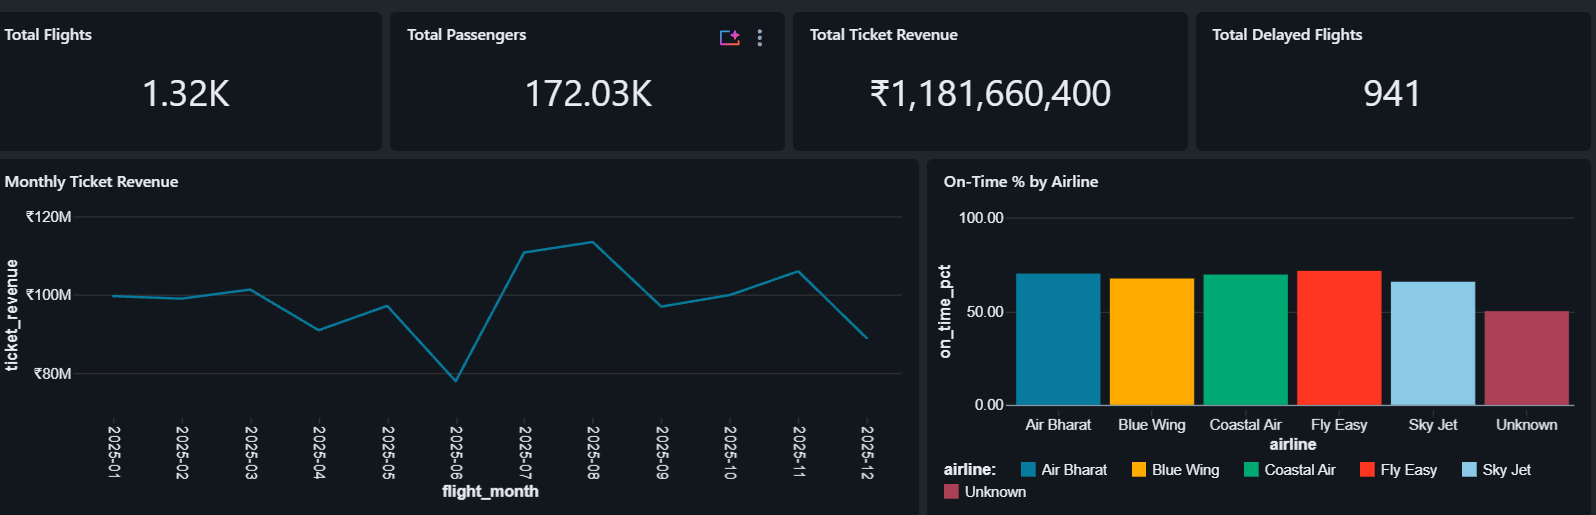 Total Flights
1.32K
Total Passengers
172.03K
Total Ticket Revenue
₹1,181,660,400
Total Delayed Flights
941
Monthly Ticket Revenue
ticket_revenue
₹120M
₹100M
₹80M
2025-01
2025-02
2025-03
2025-04
2025-05
2025-06
2025-07
2025-08
2025-09
2025-10
2025-11
2025-12
flight_month
On-Time % by Airline
on_time_pct
100.00
50.00
0.00
Air Bharat
Blue Wing
Coastal Air
Fly Easy
Sky Jet
Unknown
airline
airline: Air Bharat Blue Wing Coastal Air Fly Easy Sky Jet
Unknown